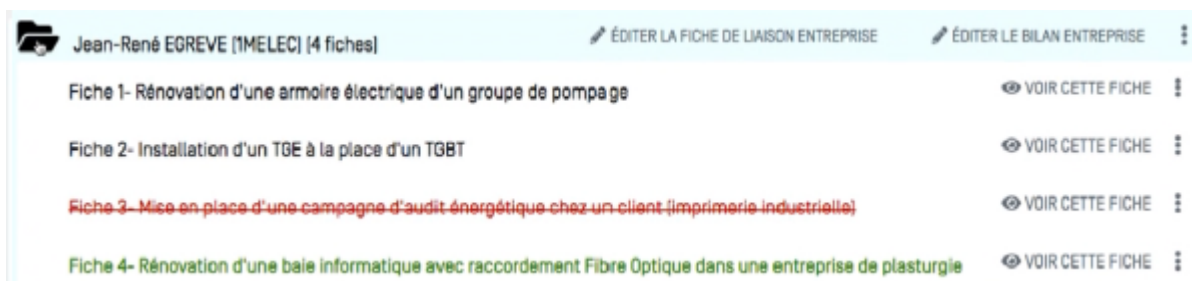 Jean-René EGREVE [1MELEC] [4 fiches] ÉDITER LA FICHE DE LIAISON ENTREPRISE ÉDITER LE BILAN ENTREPRISE
Fiche 1- Rénovation d'une armoire électrique d'un groupe de pompage VOIR CETTE FICHE
Fiche 2- Installation d'un TGE à la place d'un TGBT VOIR CETTE FICHE
Fiche 3- Mise en place d'une campagne d'audit énergétique chez un client (imprimerie industrielle) VOIR CETTE FICHE
Fiche 4- Rénovation d'une baie informatique avec raccordement Fibre Optique dans une entreprise de plasturgie VOIR CETTE FICHE